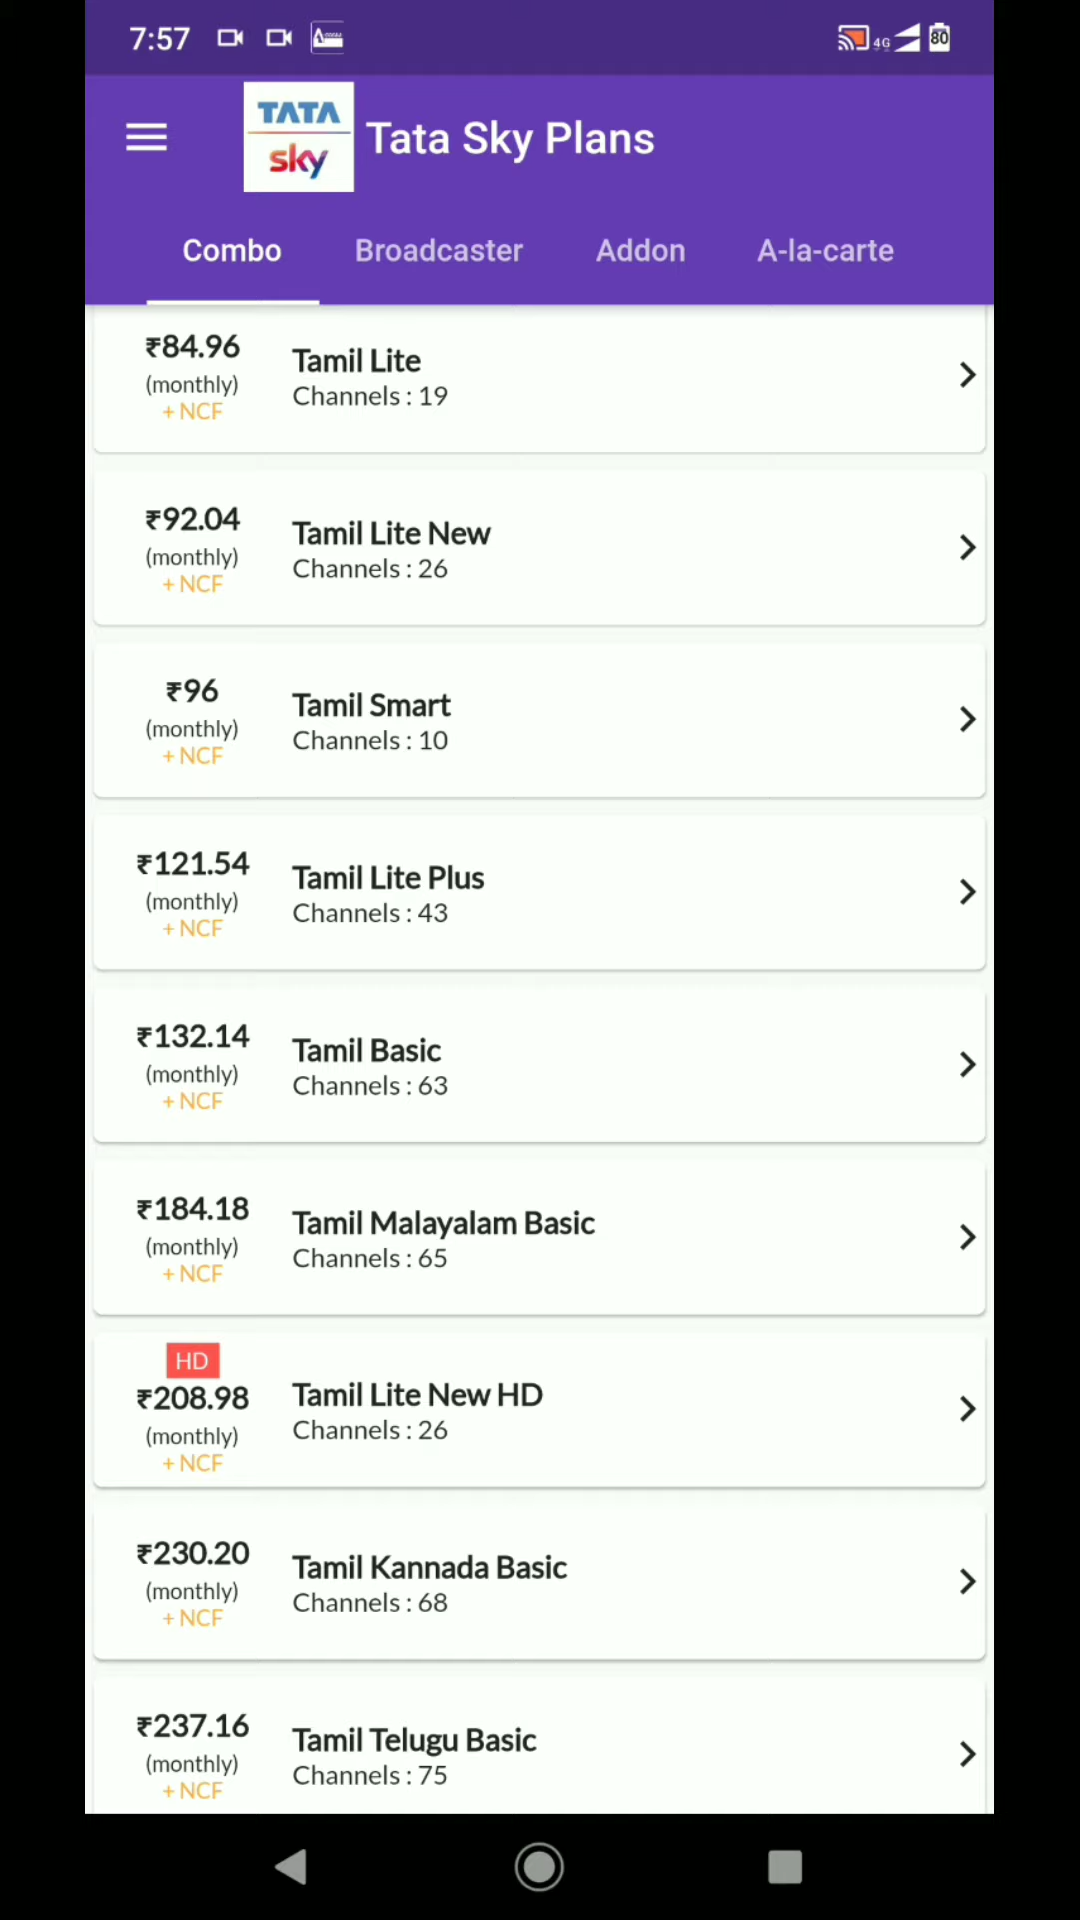 7:57
4G
80
TATA
sky
Tata Sky Plans
Combo Broadcaster Addon A-la-carte
₹84.96
(monthly)
+ NCF
Tamil Lite
Channels : 19
₹92.04
(monthly)
+ NCF
Tamil Lite New
Channels : 26
₹96
(monthly)
+ NCF
Tamil Smart
Channels : 10
₹121.54
(monthly)
+ NCF
Tamil Lite Plus
Channels : 43
₹132.14
(monthly)
+ NCF
Tamil Basic
Channels : 63
₹184.18
(monthly)
+ NCF
Tamil Malayalam Basic
Channels : 65
HD
₹208.98
(monthly)
+ NCF
Tamil Lite New HD
Channels : 26
₹230.20
(monthly)
+ NCF
Tamil Kannada Basic
Channels : 68
₹237.16
(monthly)
+ NCF
Tamil Telugu Basic
Channels : 75